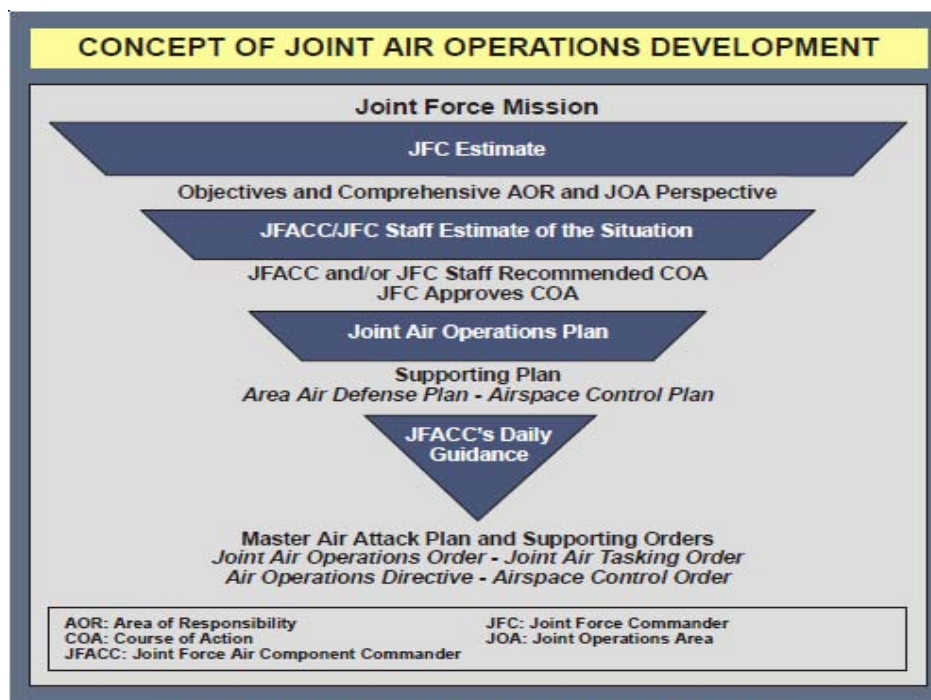 CONCEPT OF JOINT AIR OPERATIONS DEVELOPMENT
Joint Force Mission
JFC Estimate
Objectives and Comprehensive AOR and JOA Perspective
JFACC/JFC Staff Estimate of the Situation
JFACC and/or JFC Staff Recommended COA
JFC Approves COA
Joint Air Operations Plan
Supporting Plan
Area Air Defense Plan - Airspace Control Plan
JFACC's Daily
Guidance
Master Air Attack Plan and Supporting Orders
Joint Air Operations Order - Joint Air Tasking Order
Air Operations Directive - Airspace Control Order
AOR: Area of Responsibility
COA: Course of Action
JFACC: Joint Force Air Component Commander
JFC: Joint Force Commander
JOA: Joint Operations Area